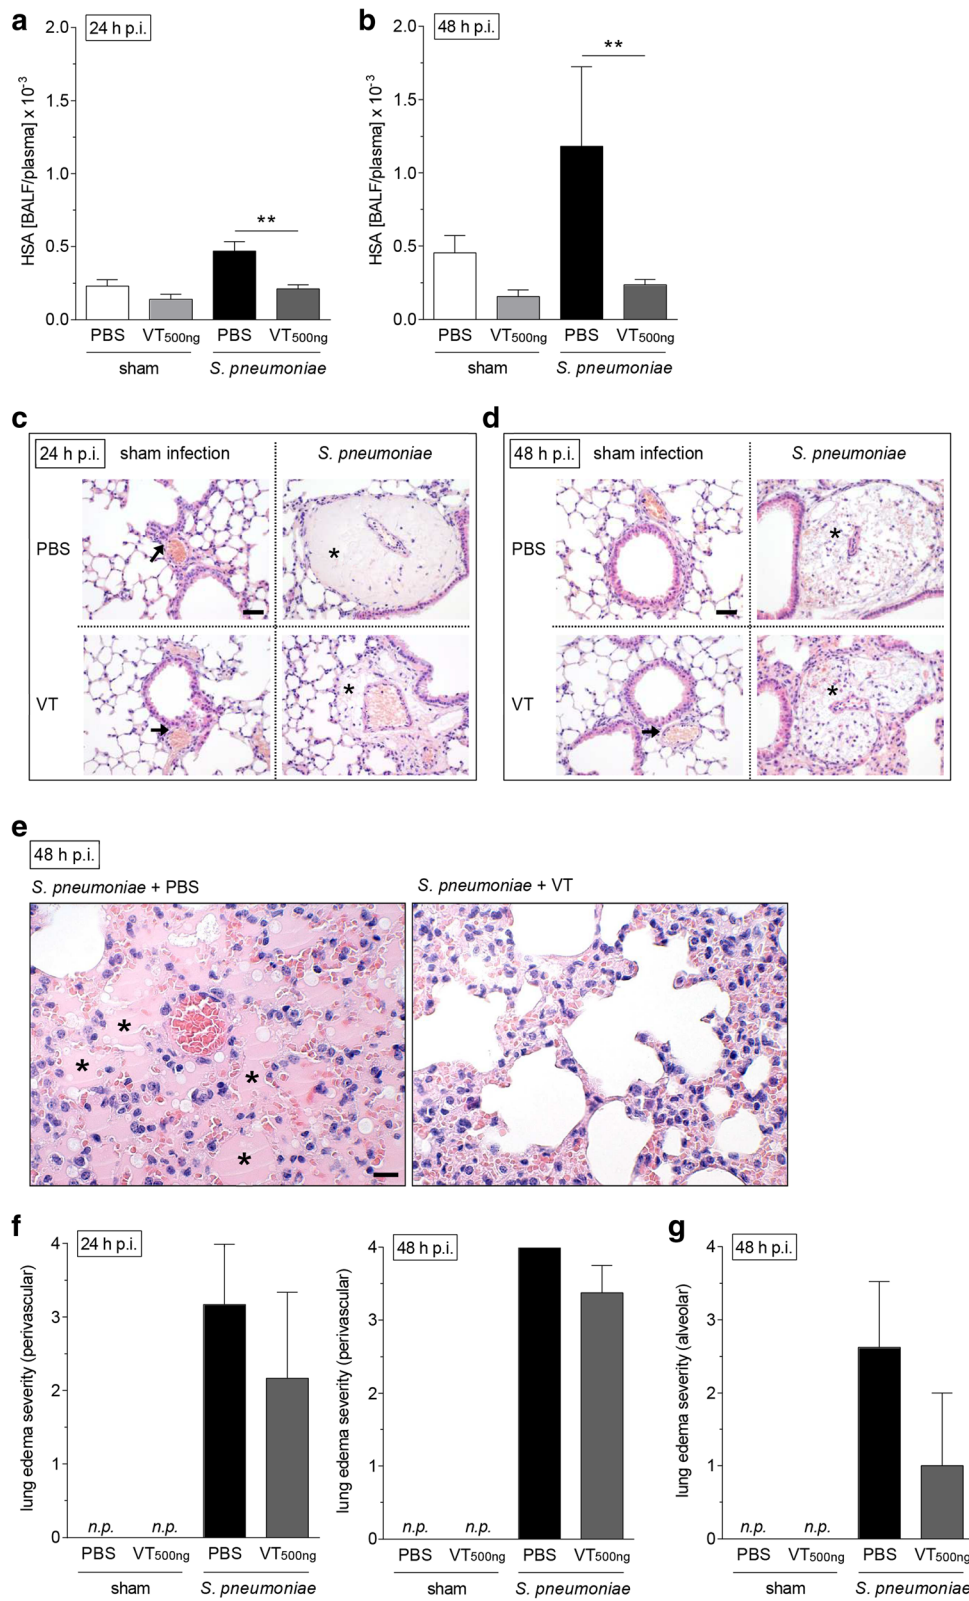 a
24 h p.i.
HSA [BALF/plasma] x 10-3
2.0
1.5
1.0
0.5
0.0
**
PBS
VT500ng
PBS
VT500ng
sham
S. pneumoniae
b
48 h p.i.
HSA [BALF/plasma] x 10-3
2.0
1.5
1.0
0.5
0.0
**
PBS
VT500ng
PBS
VT500ng
sham
S. pneumoniae
c
24 h p.i.
sham infection
S. pneumoniae
PBS
*
VT
*
d
48 h p.i.
sham infection
S. pneumoniae
PBS
*
VT
*
e
48 h p.i.
S. pneumoniae + PBS
*
*
*
*
S. pneumoniae + VT
f
24 h p.i.
lung edema severity (perivascular)
4
3
2
1
0
n.p.
n.p.
PBS
VT500ng
PBS
VT500ng
sham
S. pneumoniae
48 h p.i.
lung edema severity (perivascular)
4
3
2
1
0
n.p.
n.p.
PBS
VT500ng
PBS
VT500ng
sham
S. pneumoniae
g
48 h p.i.
lung edema severity (alveolar)
4
3
2
1
0
n.p.
n.p.
PBS
VT500ng
PBS
VT500ng
sham
S. pneumoniae